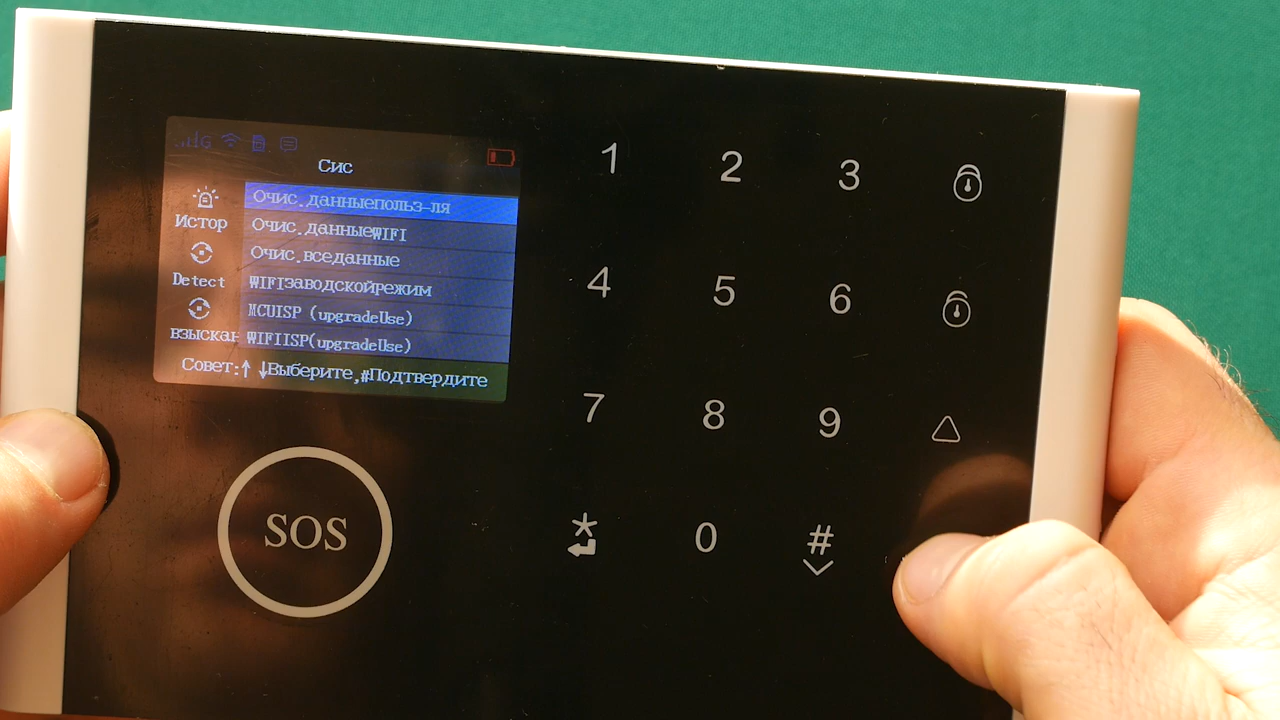 G
Сис
Истор
Detect
взыскан
Очис.данныепольз-ля
Очис.данныеWIFI
Очис.вседанные
WIFIзаводскойрежим
MCUISP (upgradeUse)
WIFIISP(upgradeUse)
Совет:↑ ↓Выберите,#Подтвердите
SOS
1 2 3
4 5 6
7 8 9
* 0 #